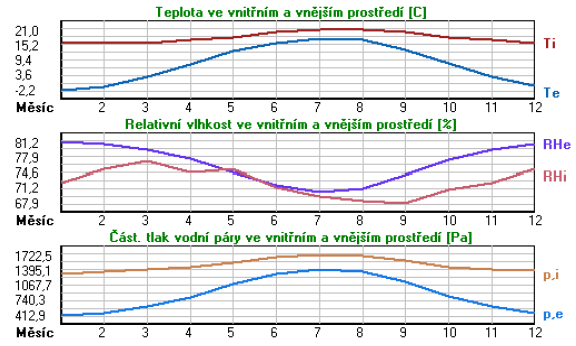 Teplota ve vnitřním a vnějším prostředí [C]
21,0
15,2
9,4
3,6
-2,2
Ti
Te
Měsíc 2 3 4 5 6 7 8 9 10 11 12
Relativní vlhkost ve vnitřním a vnějším prostředí [%]
81,2
77,9
74,6
71,2
67,9
RHe
RHi
Měsíc 2 3 4 5 6 7 8 9 10 11 12
Část. tlak vodní páry ve vnitřním a vnějším prostředí [Pa]
1722,5
1395,1
1067,7
740,3
412,9
p,i
p,e
Měsíc 2 3 4 5 6 7 8 9 10 11 12